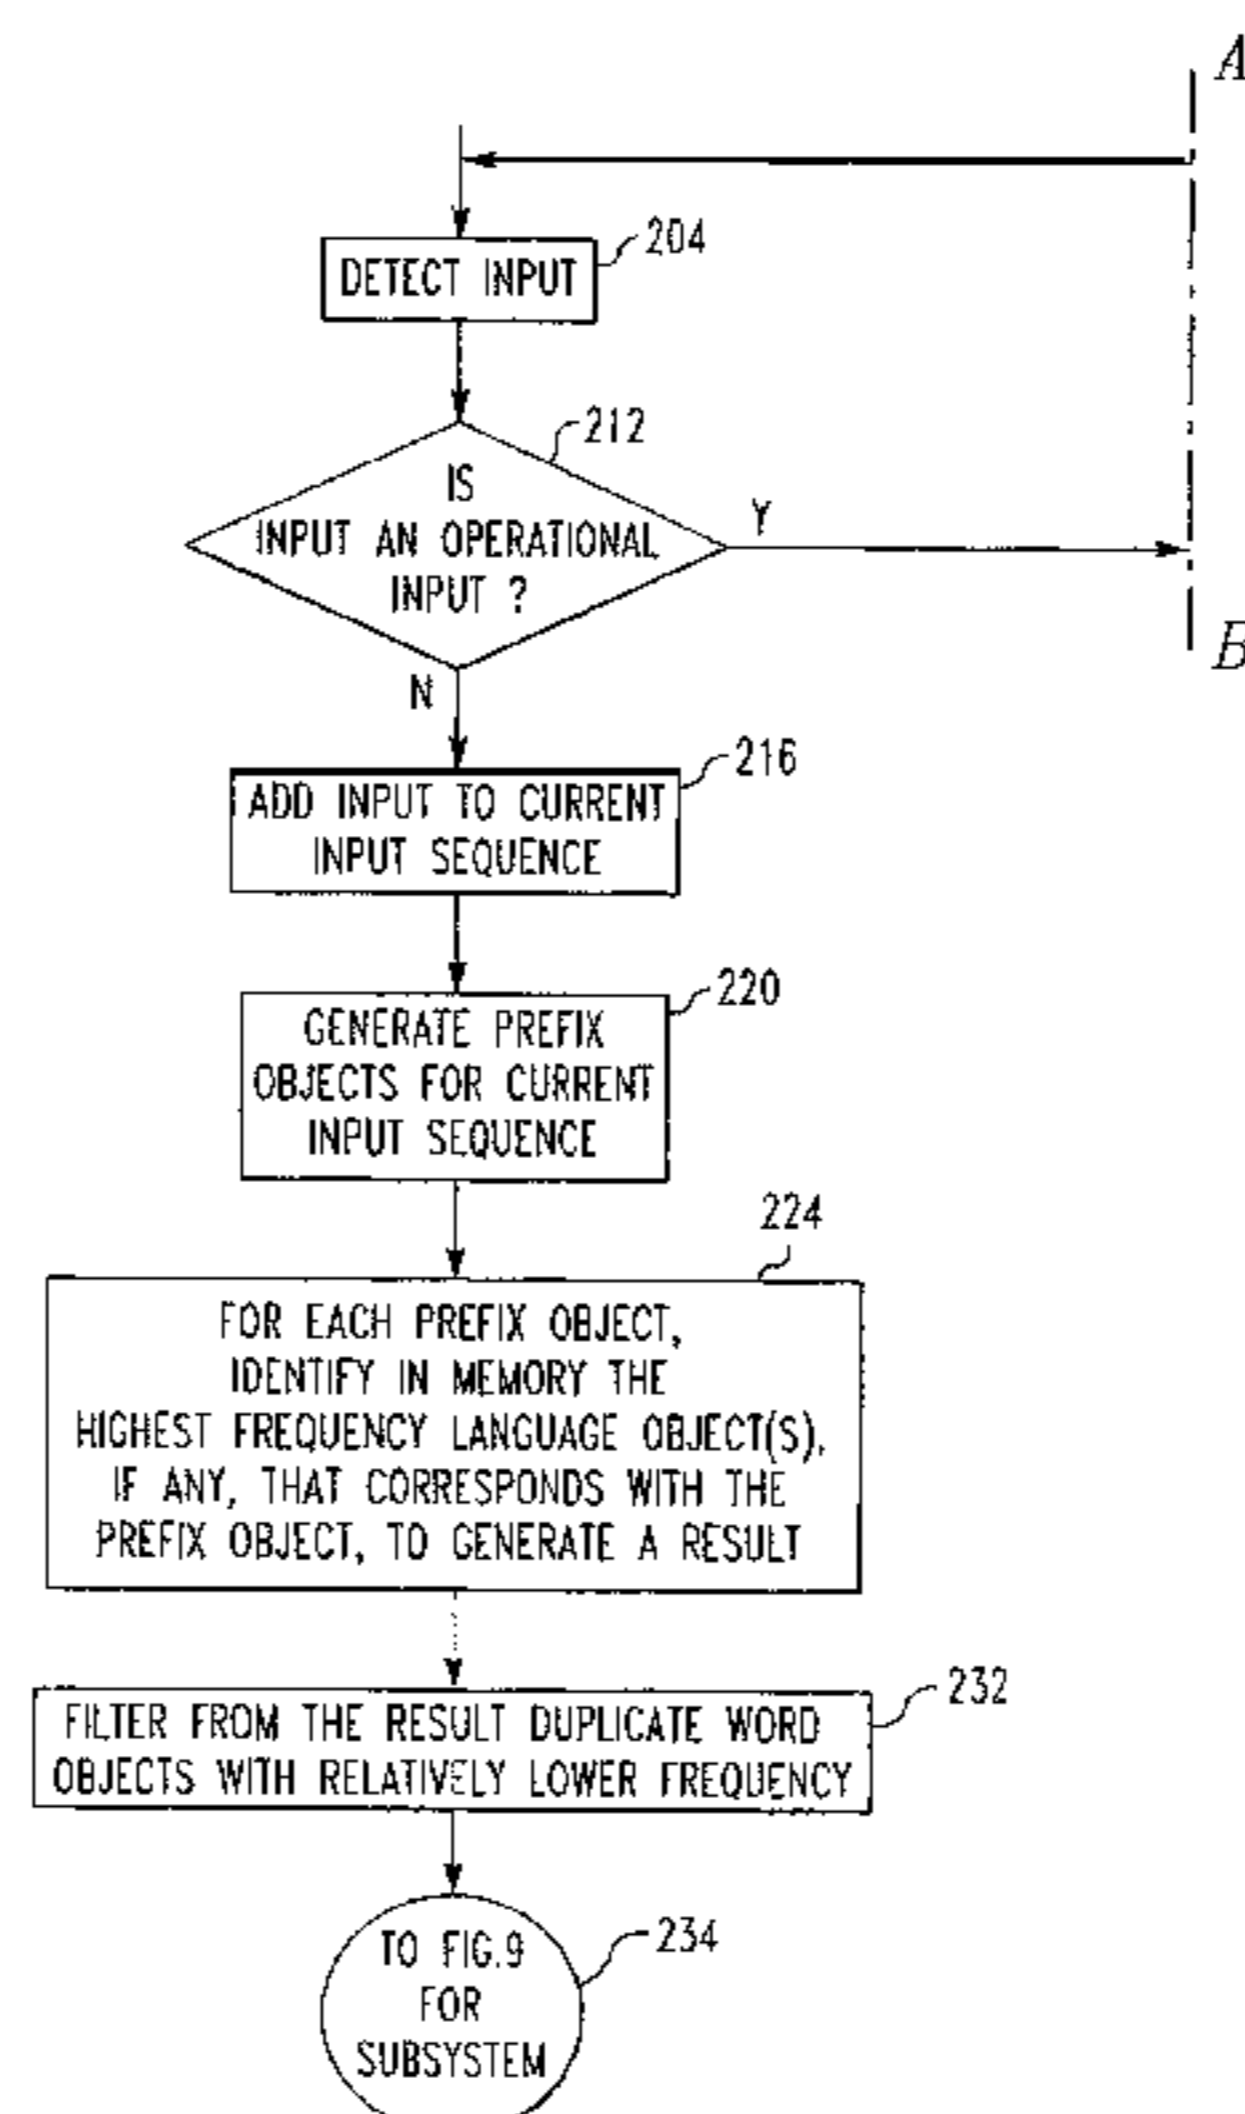 A
204
DETECT INPUT
212
IS
INPUT AN OPERATIONAL
INPUT ?
Y
B
N
216
ADD INPUT TO CURRENT
INPUT SEQUENCE
220
GENERATE PREFIX
OBJECTS FOR CURRENT
INPUT SEQUENCE
224
FOR EACH PREFIX OBJECT,
IDENTIFY IN MEMORY THE
HIGHEST FREQUENCY LANGUAGE OBJECT(S),
IF ANY, THAT CORRESPONDS WITH THE
PREFIX OBJECT, TO GENERATE A RESULT
232
FILTER FROM THE RESULT DUPLICATE WORD
OBJECTS WITH RELATIVELY LOWER FREQUENCY
234
TO FIG.9
FOR
SUBSYSTEM